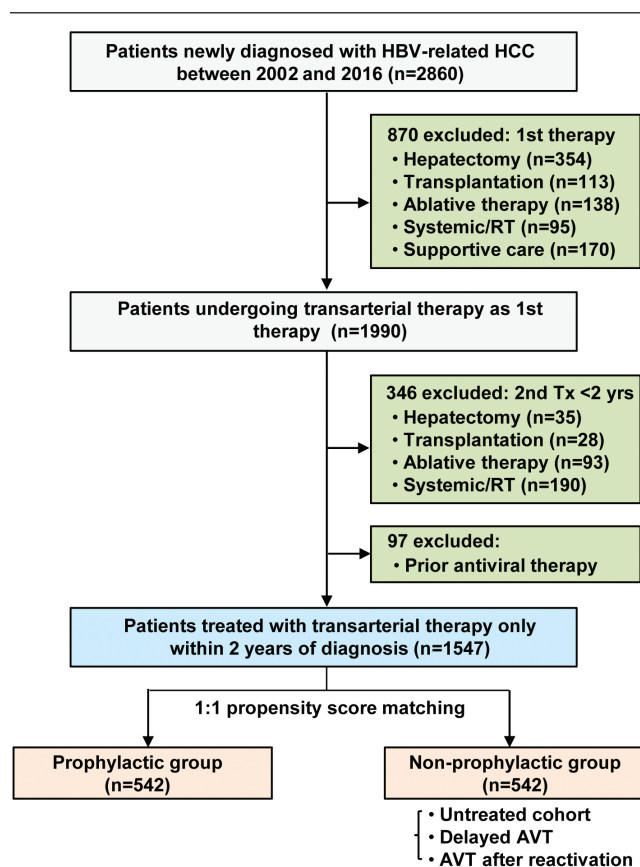 Patients newly diagnosed with HBV-related HCC
between 2002 and 2016 (n=2860)
870 excluded: 1st therapy
• Hepatectomy (n=354)
• Transplantation (n=113)
• Ablative therapy (n=138)
• Systemic/RT (n=95)
• Supportive care (n=170)
Patients undergoing transarterial therapy as 1st
therapy (n=1990)
346 excluded: 2nd Tx <2 yrs
• Hepatectomy (n=35)
• Transplantation (n=28)
• Ablative therapy (n=93)
• Systemic/RT (n=190)
97 excluded:
• Prior antiviral therapy
Patients treated with transarterial therapy only
within 2 years of diagnosis (n=1547)
1:1 propensity score matching
Prophylactic group
(n=542)
Non-prophylactic group
(n=542)
• Untreated cohort
• Delayed AVT
• AVT after reactivation